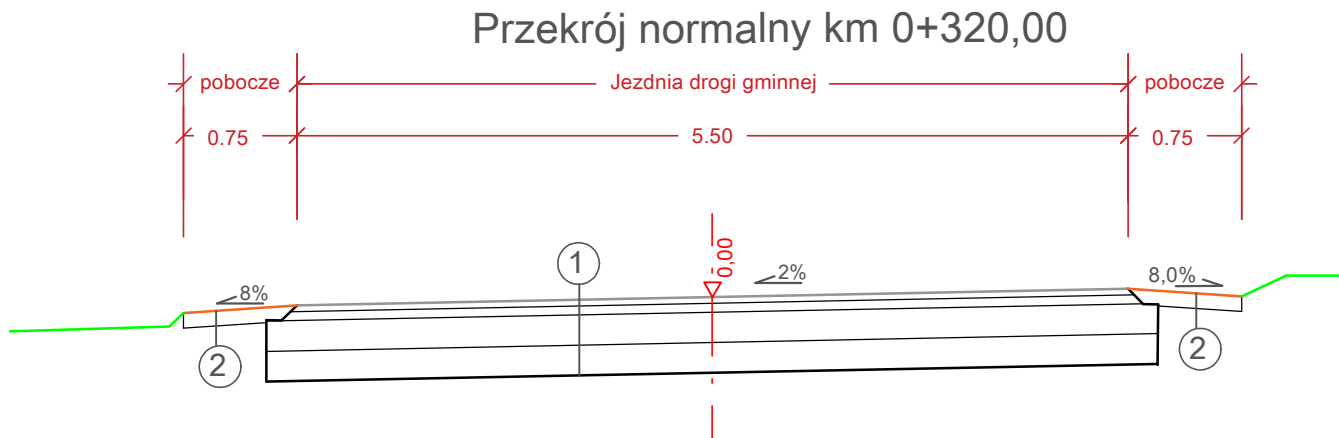 Przekrój normalny km 0+320,00
pobocze Jezdnia drogi gminnej pobocze
0.75 5.50 0.75
0,00
1
8% 2% 8,0%
2 2